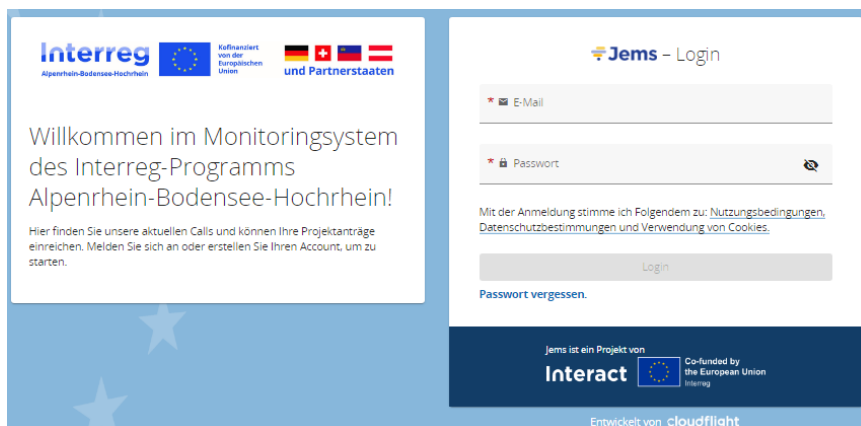 Interreg
Alpenrhein-Bodensee-Hochrhein
Kofinanziert
von der
Europäischen
Union
und Partnerstaaten
Willkommen im Monitoringsystem
des Interreg-Programms
Alpenrhein-Bodensee-Hochrhein!
Hier finden Sie unsere aktuellen Calls und können Ihre Projektanträge
einreichen. Melden Sie sich an oder erstellen Sie Ihren Account, um zu
starten.
Jems – Login
* E-Mail
* Passwort
Mit der Anmeldung stimme ich Folgendem zu: Nutzungsbedingungen,
Datenschutzbestimmungen und Verwendung von Cookies.
Login
Passwort vergessen.
Jems ist ein Projekt von
Interact
Co-funded by
the European Union
Interreg
Entwickelt von cloudflight